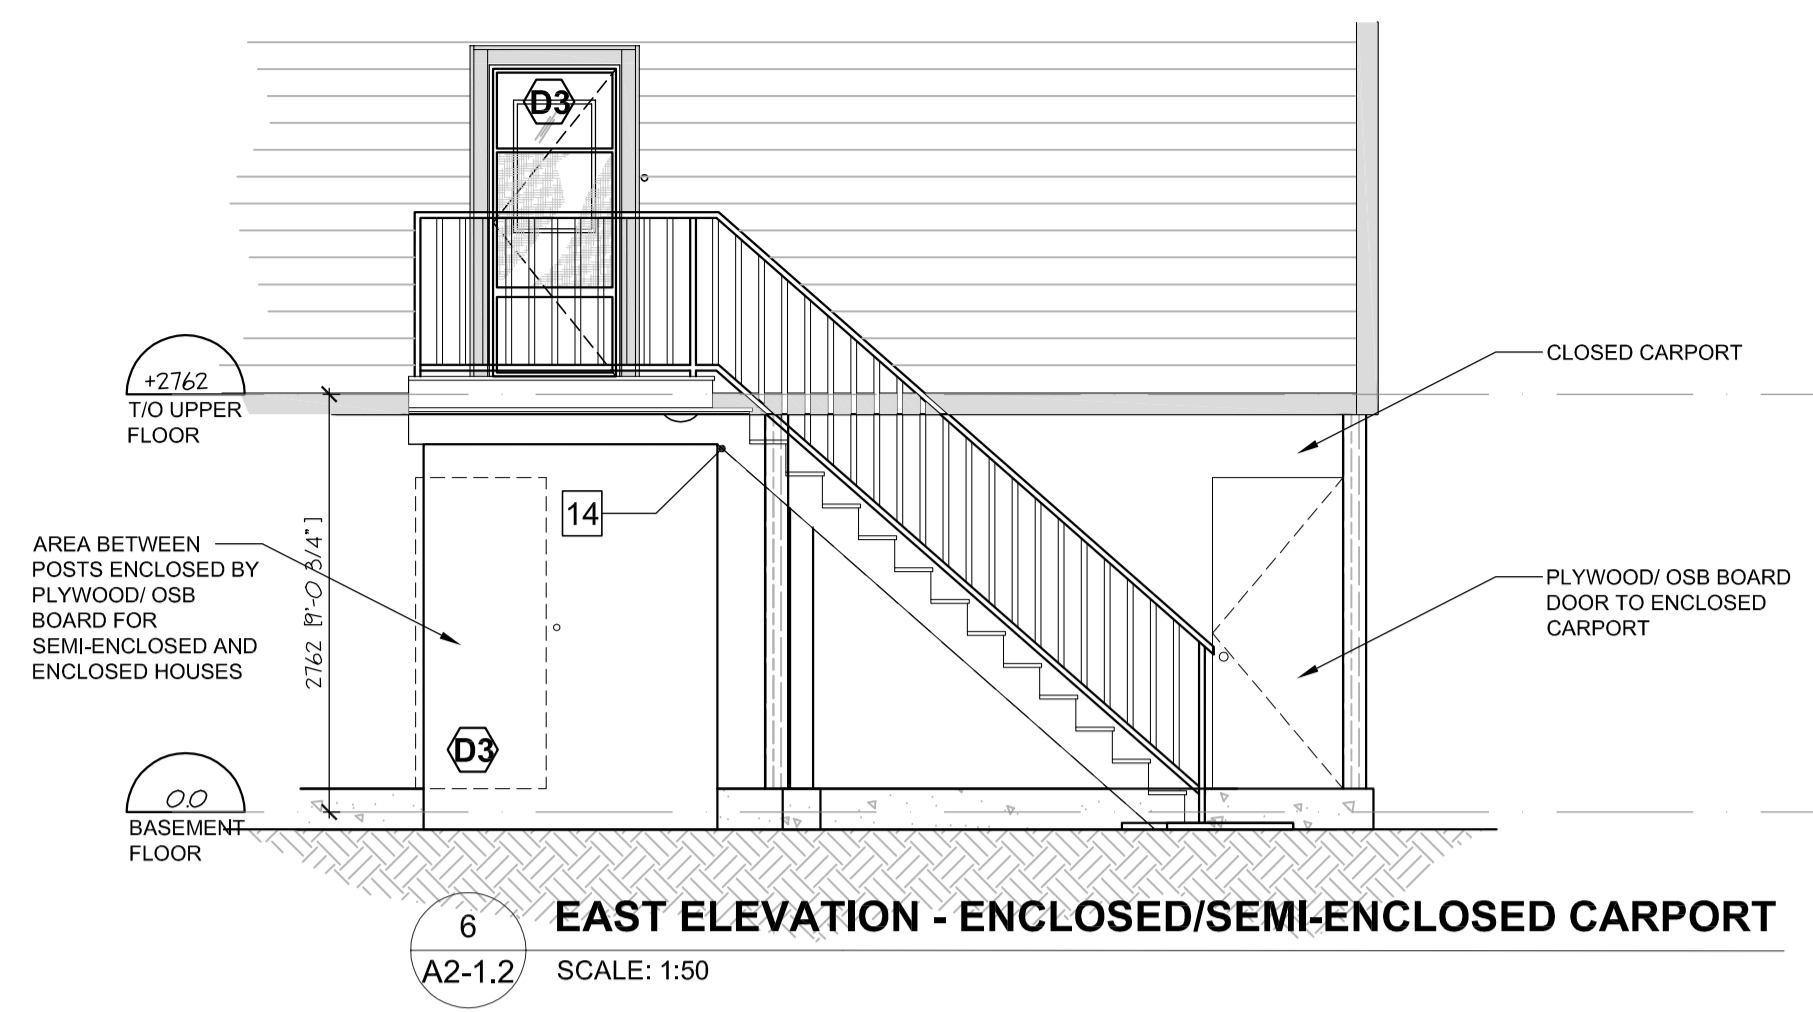 D3
CLOSED CARPORT
+2762
T/O UPPER
FLOOR
14
AREA BETWEEN
POSTS ENCLOSED BY
PLYWOOD/ OSB
BOARD FOR
SEMI-ENCLOSED AND
ENCLOSED HOUSES
2762 [9'-0 3/4"]
PLYWOOD/ OSB BOARD
DOOR TO ENCLOSED
CARPORT
D3
0.0
BASEMENT
FLOOR
6
A2-1.2
EAST ELEVATION - ENCLOSED/SEMI-ENCLOSED CARPORT
SCALE: 1:50